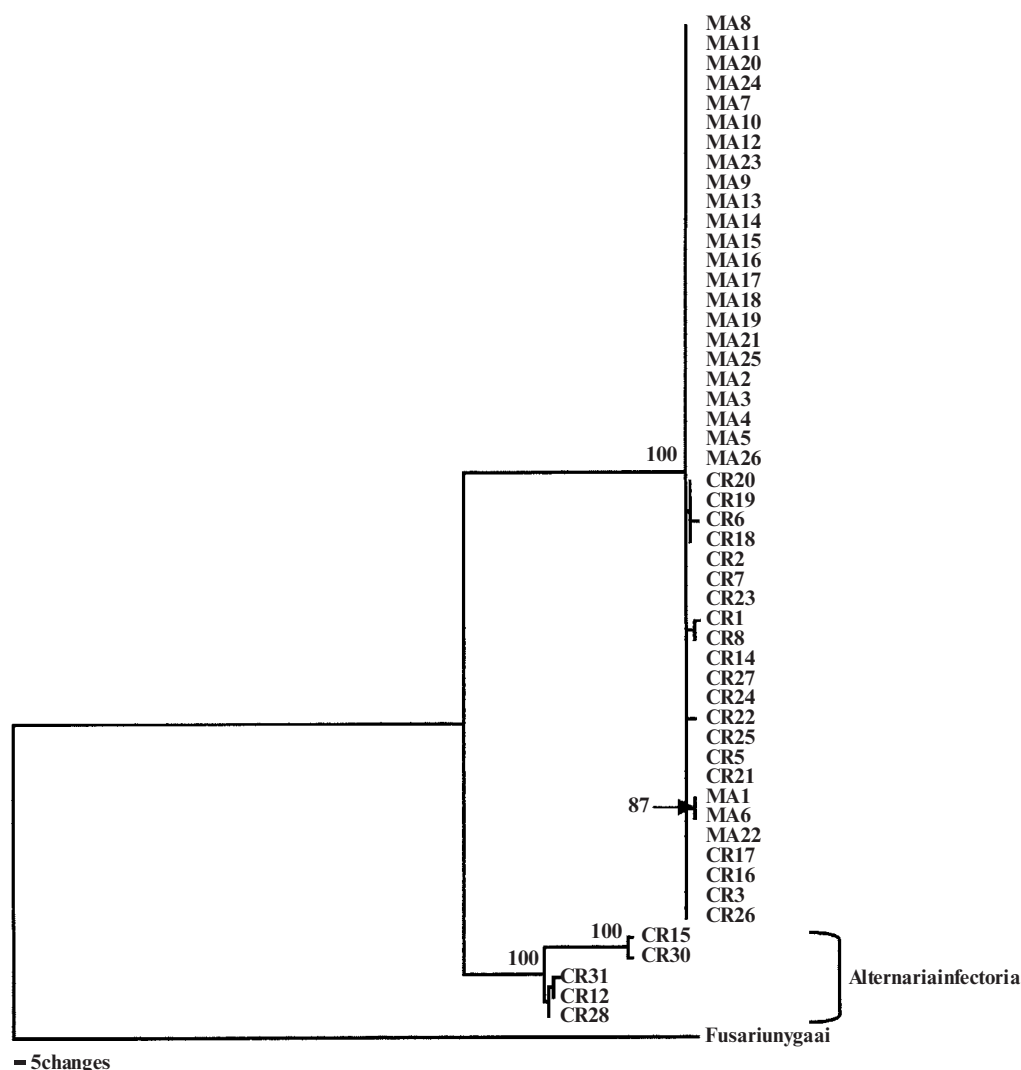 MA8
MA11
MA20
MA24
MA7
MA10
MA12
MA23
MA9
MA13
MA14
MA15
MA16
MA17
MA18
MA19
MA21
MA25
MA2
MA3
MA4
MA5
100
MA26
CR20
CR19
CR6
CR18
CR2
CR7
CR23
CR1
CR8
CR14
CR27
CR24
CR22
CR25
CR5
CR21
MA1
87
MA6
MA22
CR17
CR16
CR3
CR26
100
CR15
CR30
100
CR31
CR12
CR28
Alternariainfectoria
Fusariunygaai
5changes